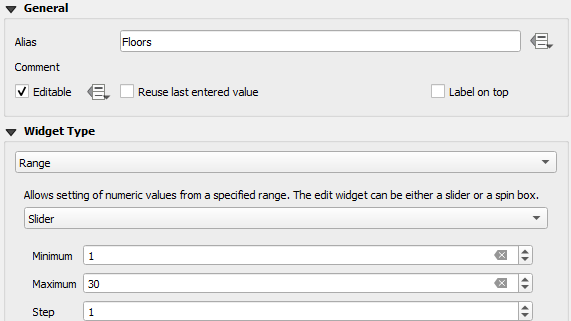 General
Alias Floors
Comment
Editable Reuse last entered value Label on top
Widget Type
Range
Allows setting of numeric values from a specified range. The edit widget can be either a slider or a spin box.
Slider
Minimum 1
Maximum 30
Step 1